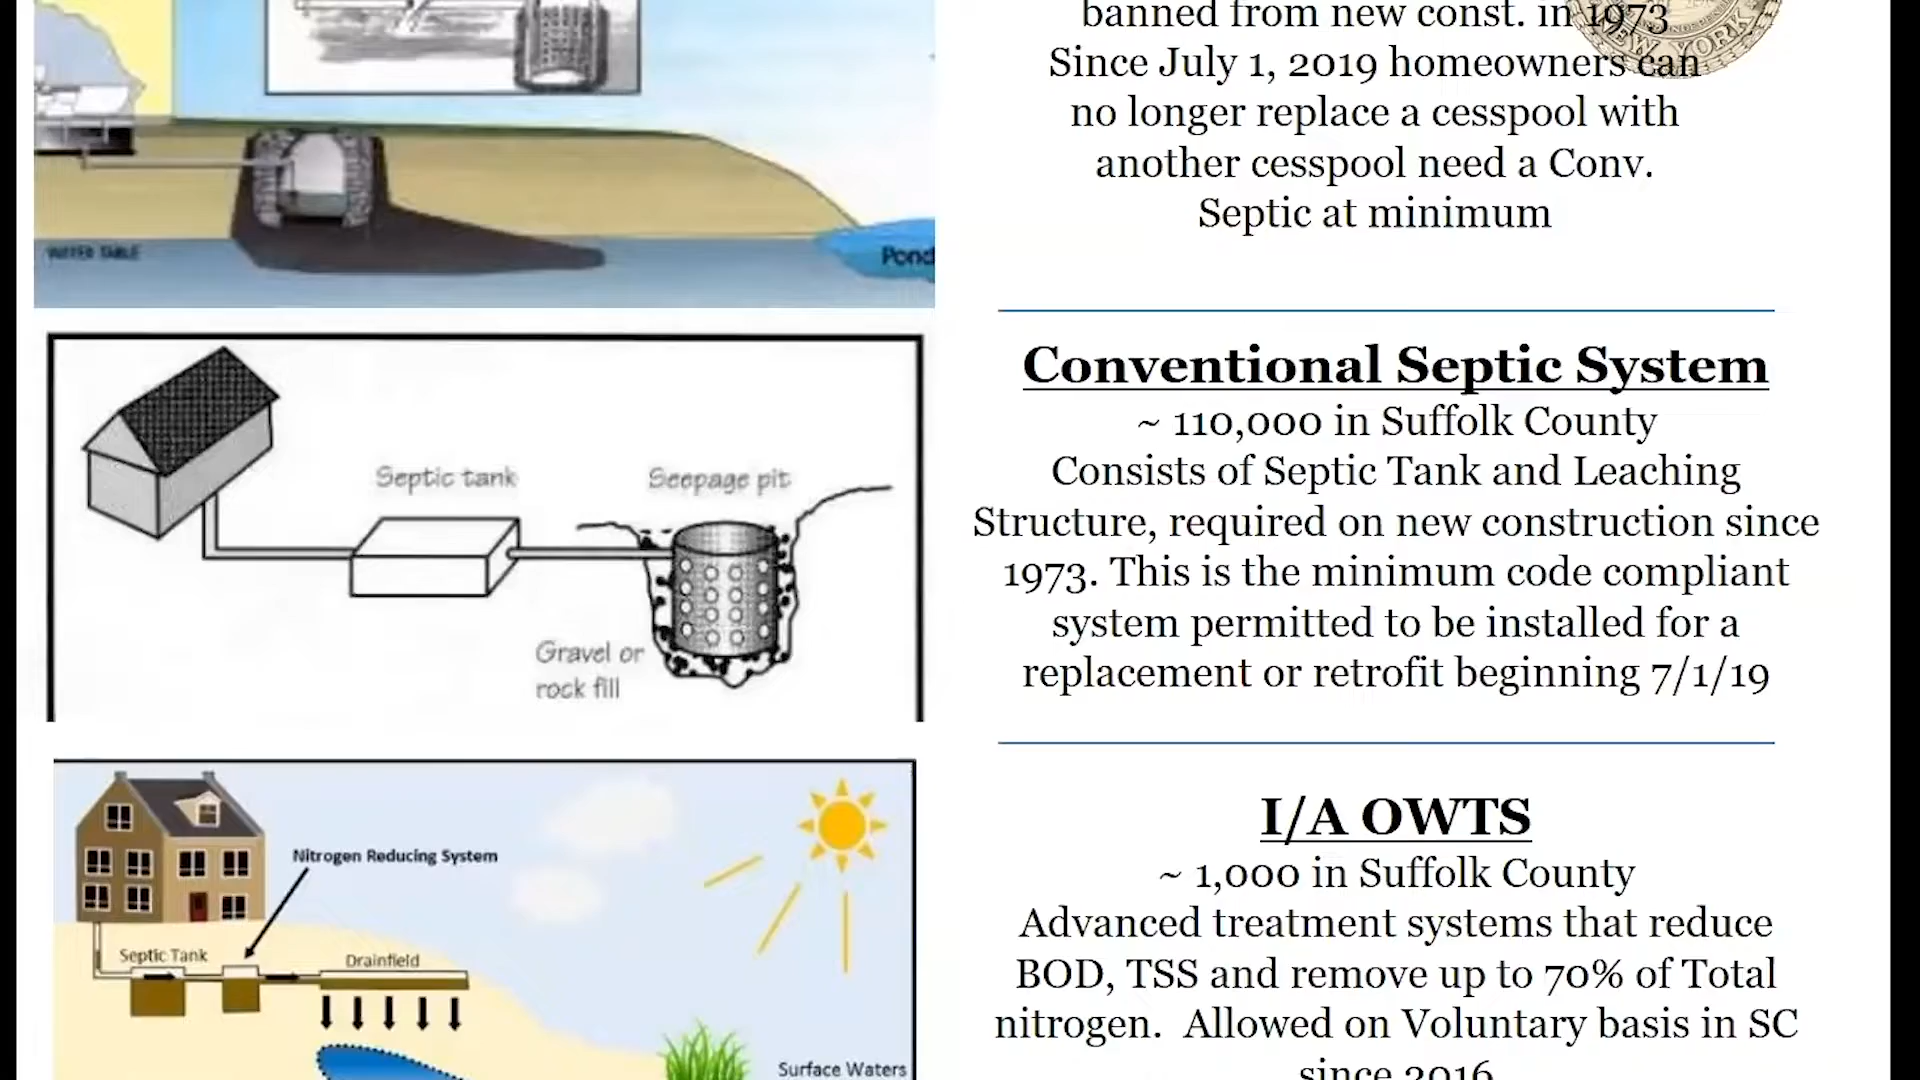 banned from new const. in 1973
Since July 1, 2019 homeowners can
no longer replace a cesspool with
another cesspool need a Conv.
Septic at minimum
NEW YORK
WATER TABLE
Pond
Conventional Septic System
~ 110,000 in Suffolk County
Consists of Septic Tank and Leaching
Structure, required on new construction since
1973. This is the minimum code compliant
system permitted to be installed for a
replacement or retrofit beginning 7/1/19
Septic tank
Seepage pit
Gravel or
rock fill
I/A OWTS
~ 1,000 in Suffolk County
Advanced treatment systems that reduce
BOD, TSS and remove up to 70% of Total
nitrogen. Allowed on Voluntary basis in SC
since 2016
Nitrogen Reducing System
Septic Tank
Drainfield
Surface Waters